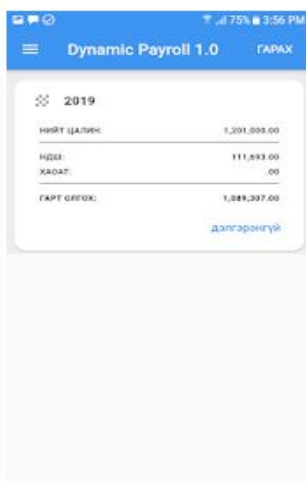 75% 3:56 PM
Dynamic Payroll 1.0 ГАРАХ
2019
НИЙТ ЦАЛИН: 1,201,000.00
НДШ: 111,693.00
ХАОАТ: .00
ГАРТ ОЛГОХ: 1,089,307.00
дэлгэрэнгүй